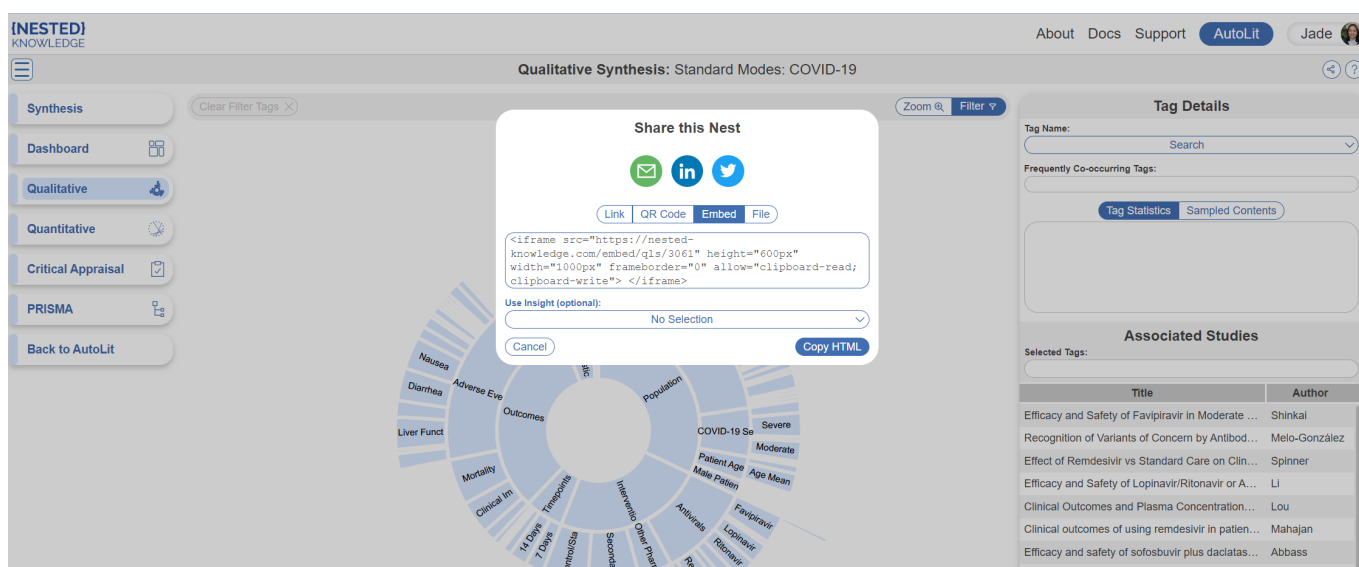 {NESTED}
KNOWLEDGE
About Docs Support AutoLit Jade
Qualitative Synthesis: Standard Modes: COVID-19
Synthesis
Dashboard
Qualitative
Quantitative
Critical Appraisal
PRISMA
Back to AutoLit
Clear Filter Tags
Zoom
Filter
Share this Nest
Link
QR Code
Embed
File
<iframe src="https://nested-
knowledge.com/embed/qls/3061" height="600px"
width="1000px" frameborder="0" allow="clipboard-read;
clipboard-write"> </iframe>
Use Insight (optional):
No Selection
Cancel
Copy HTML
Nausea
Diarrhea
Adverse Eve
Liver Funct
Outcomes
Mortality
Clinical Im
Timepoints
14 Days
7 Days
ontrol/Sta
Seconda
Interventio
Other Phar
Antivirals
Favipiravir
Lopinavir
Ritonavir
Population
COVID-19 Se
Severe
Moderate
Patient Age
Age Mean
Male Patien
Tag Details
Tag Name:
Search
Frequently Co-occurring Tags:
Tag Statistics
Sampled Contents
Associated Studies
Selected Tags:
Title Author
Efficacy and Safety of Favipiravir in Moderate ... Shinkai
Recognition of Variants of Concern by Antibod... Melo-González
Effect of Remdesivir vs Standard Care on Clin... Spinner
Efficacy and Safety of Lopinavir/Ritonavir or A... Li
Clinical Outcomes and Plasma Concentration... Lou
Clinical outcomes of using remdesivir in patien... Mahajan
Efficacy and safety of sofosbuvir plus daclatas... Abbass